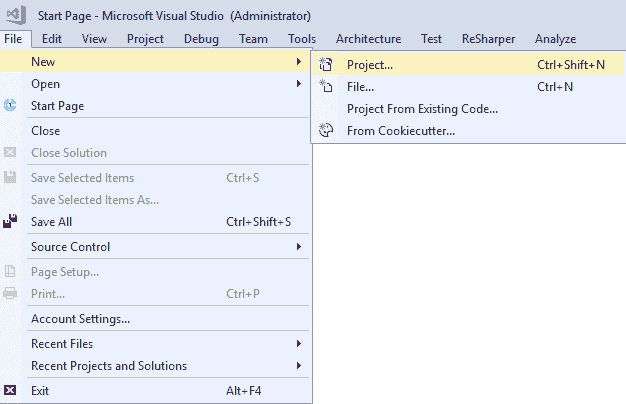 Start Page - Microsoft Visual Studio (Administrator)
File Edit View Project Debug Team Tools Architecture Test ReSharper Analyze
New
Project... Ctrl+Shift+N
Open
File... Ctrl+N
Start Page
Project From Existing Code...
Close
From Cookiecutter...
Close Solution
Save Selected Items Ctrl+S
Save Selected Items As...
Save All Ctrl+Shift+S
Source Control
Page Setup...
Print... Ctrl+P
Account Settings...
Recent Files
Recent Projects and Solutions
Exit Alt+F4